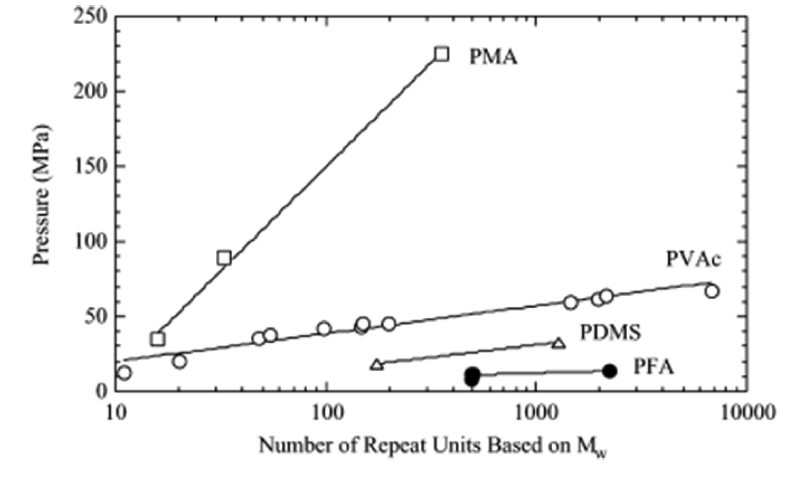 250
200
150
100
50
0
Pressure (MPa)
PMA
PVAc
PDMS
PFA
10 100 1000 10000
Number of Repeat Units Based on Mw